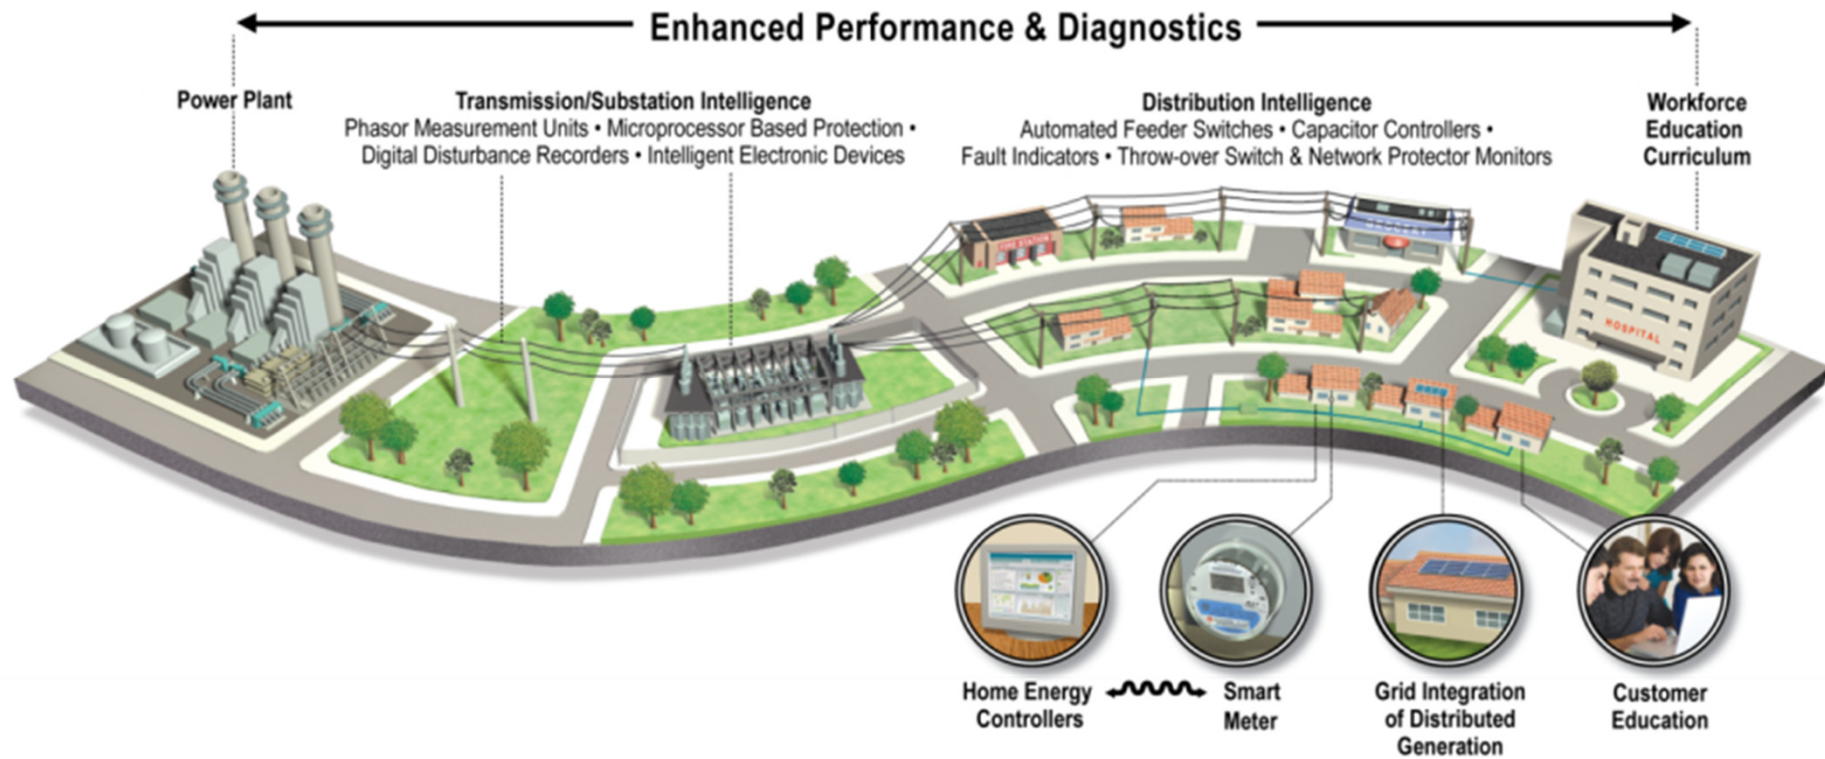 Enhanced Performance & Diagnostics
Power Plant
Transmission/Substation Intelligence
Phasor Measurement Units • Microprocessor Based Protection •
Digital Disturbance Recorders • Intelligent Electronic Devices
Distribution Intelligence
Automated Feeder Switches • Capacitor Controllers •
Fault Indicators • Throw-over Switch & Network Protector Monitors
Workforce
Education
Curriculum
FIRE STATION
GROCERY
HOSPITAL
Home Energy
Controllers
Smart
Meter
Grid Integration
of Distributed
Generation
Customer
Education